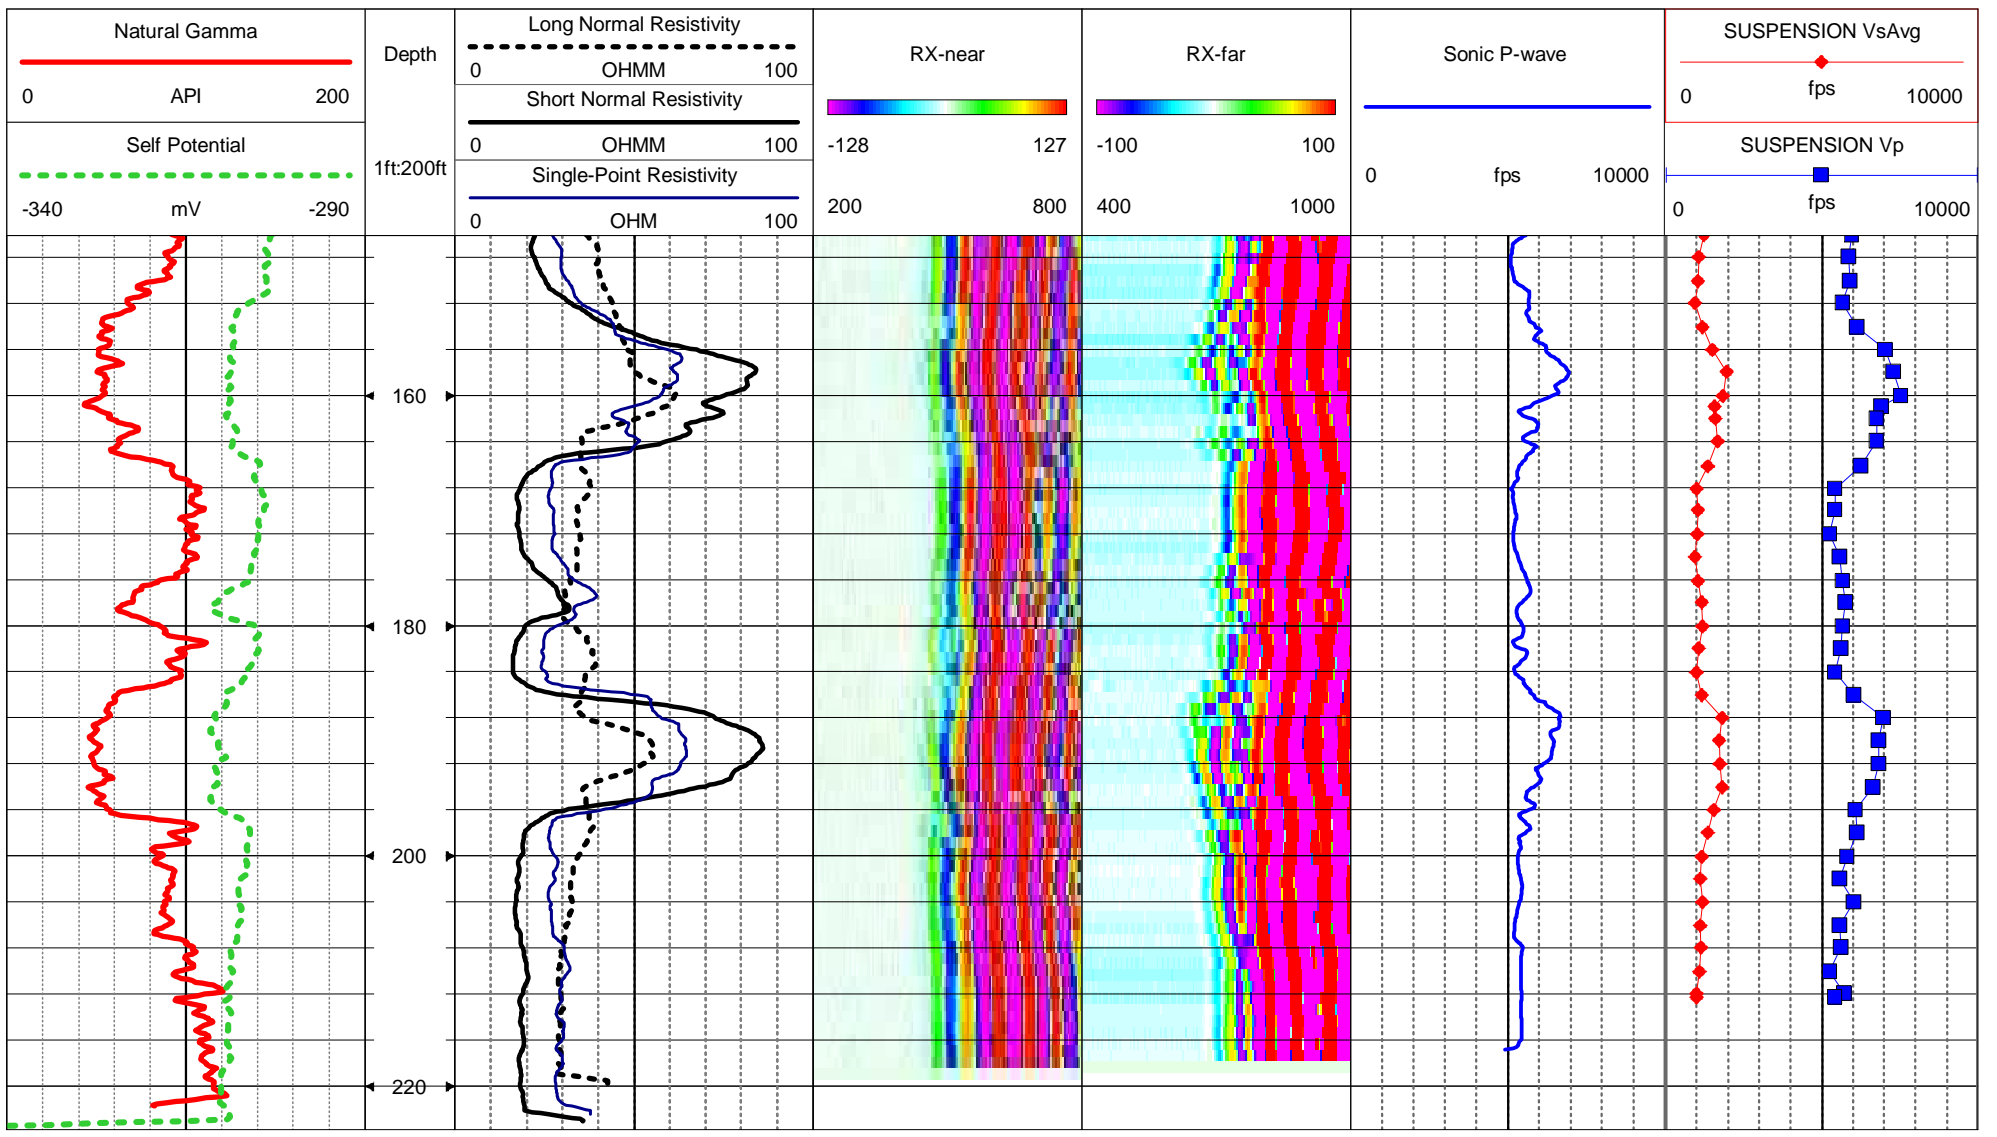 Natural Gamma
0 API 200
Self Potential
-340 mV -290
Depth
1ft:200ft
Long Normal Resistivity
0 OHMM 100
Short Normal Resistivity
0 OHMM 100
Single-Point Resistivity
0 OHM 100
RX-near
-128 127
200 800
RX-far
-100 100
400 1000
Sonic P-wave
0 fps 10000
SUSPENSION VsAvg
0 fps 10000
SUSPENSION Vp
0 fps 10000
160
180
200
220